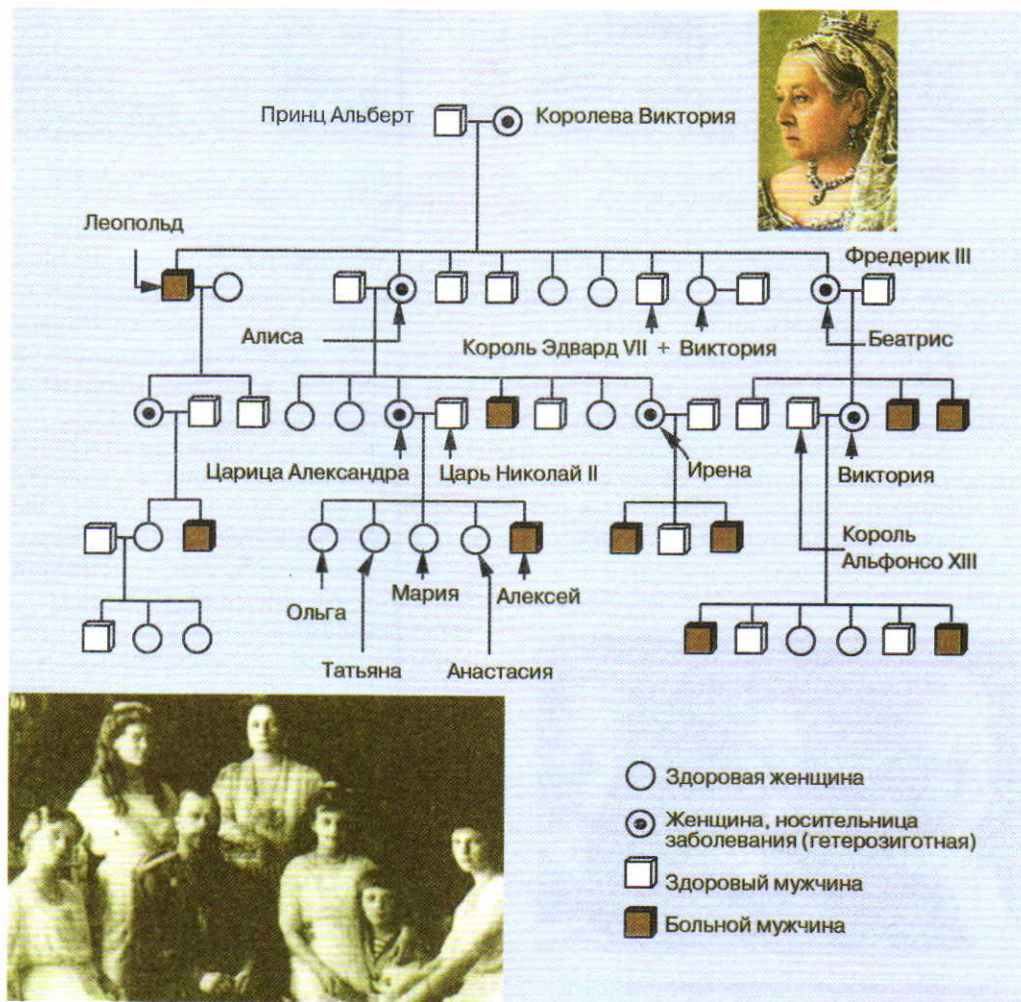 Принц Альберт
Королева Виктория
Леопольд
Фредерик III
Алиса
Король Эдвард VII + Виктория
Беатрис
Царица Александра
Царь Николай II
Ирена
Виктория
Король
Альфонсо XIII
Ольга
Мария
Алексей
Татьяна
Анастасия
б)
Здоровая женщина
Женщина, носительница
заболевания (гетерозиготная)
Здоровый мужчина
Больной мужчина